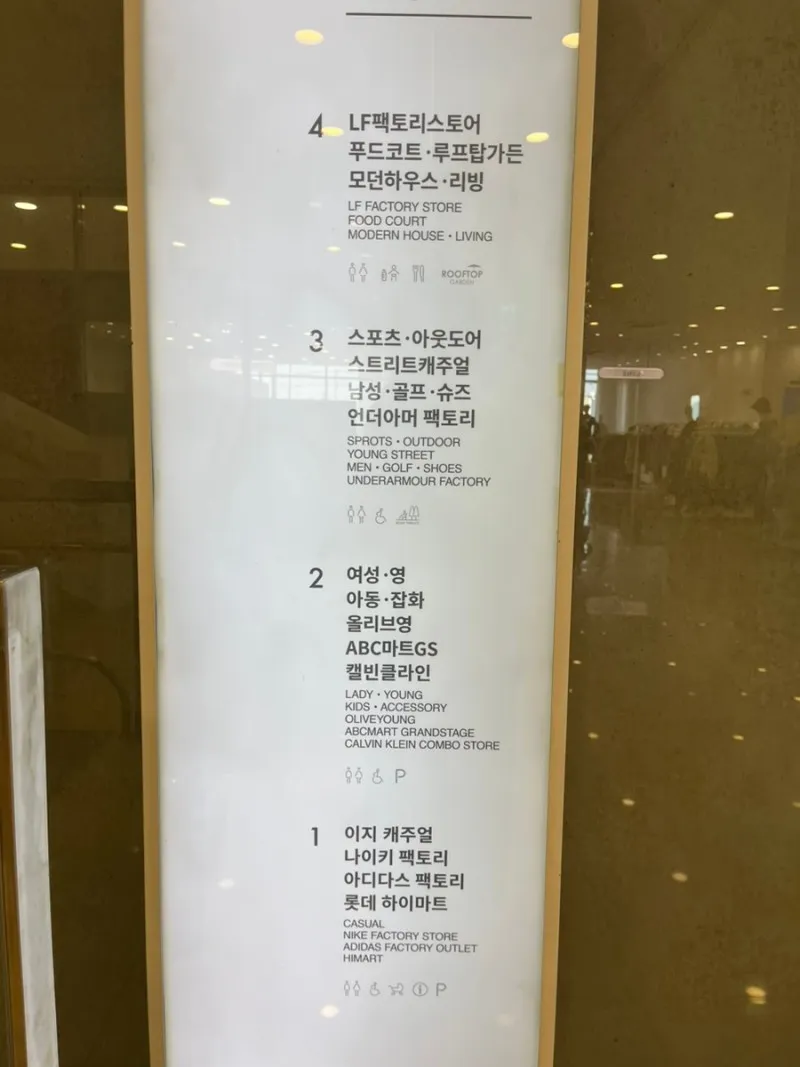 4
LF팩토리스토어
푸드코트·루프탑가든
모던하우스·리빙
LF FACTORY STORE
FOOD COURT
MODERN HOUSE · LIVING
ROOFTOP
GARDEN
3
스포츠·아웃도어
스트리트캐주얼
남성·골프·슈즈
언더아머 팩토리
SPROTS · OUTDOOR
YOUNG STREET
MEN · GOLF · SHOES
UNDERARMOUR FACTORY
2
여성·영
아동·잡화
올리브영
ABC마트GS
캘빈클라인
LADY · YOUNG
KIDS · ACCESSORY
OLIVEYOUNG
ABCMART GRANDSTAGE
CALVIN KLEIN COMBO STORE
P
1
이지 캐주얼
나이키 팩토리
아디다스 팩토리
롯데 하이마트
CASUAL
NIKE FACTORY STORE
ADIDAS FACTORY OUTLET
HIMART
P